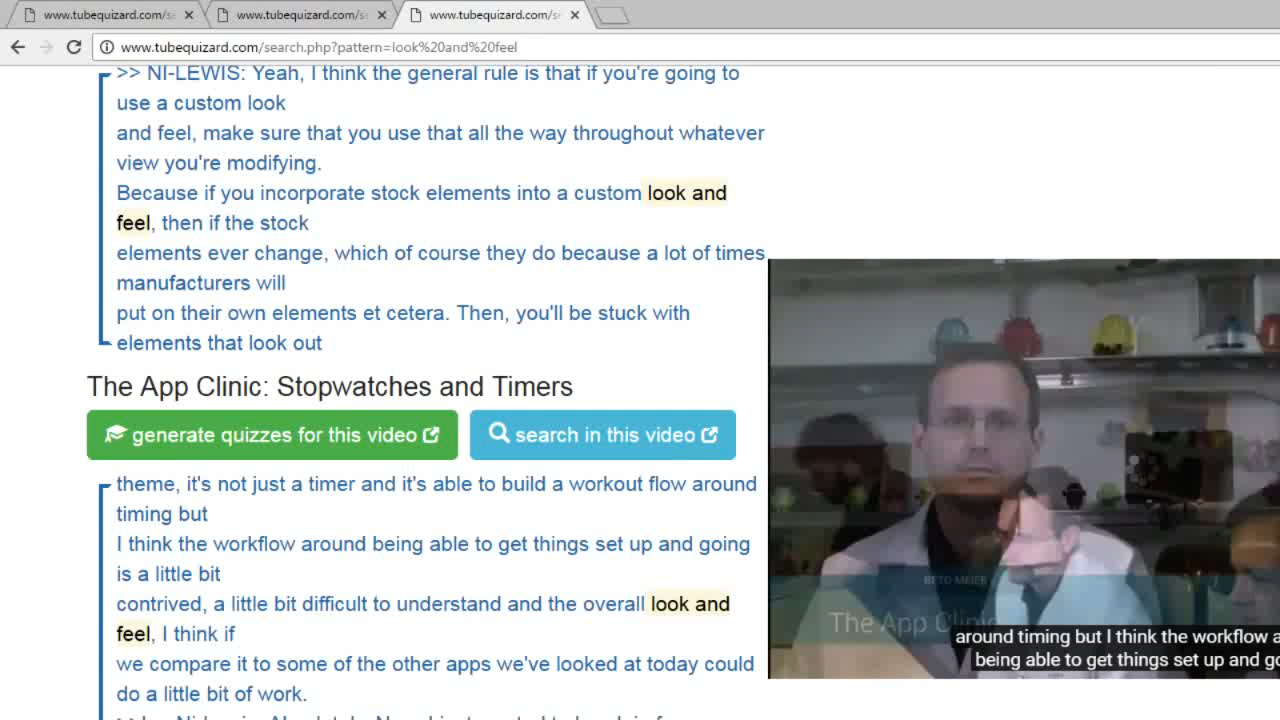 www.tubequizard.com/se
www.tubequizard.com/se
www.tubequizard.com/se
www.tubequizard.com/search.php?pattern=look%20and%20feel
>> NI-LEWIS: Yeah, I think the general rule is that if you're going to
use a custom look
and feel, make sure that you use that all the way throughout whatever
view you're modifying.
Because if you incorporate stock elements into a custom look and
feel, then if the stock
elements ever change, which of course they do because a lot of times
manufacturers will
put on their own elements et cetera. Then, you'll be stuck with
elements that look out
The App Clinic: Stopwatches and Timers
generate quizzes for this video
search in this video
theme, it's not just a timer and it's able to build a workout flow around
timing but
I think the workflow around being able to get things set up and going
is a little bit
contrived, a little bit difficult to understand and the overall look and
feel, I think if
we compare it to some of the other apps we've looked at today could
do a little bit of work.
RETO MEIER
The App Clinic
around timing but I think the workflow a
being able to get things set up and go